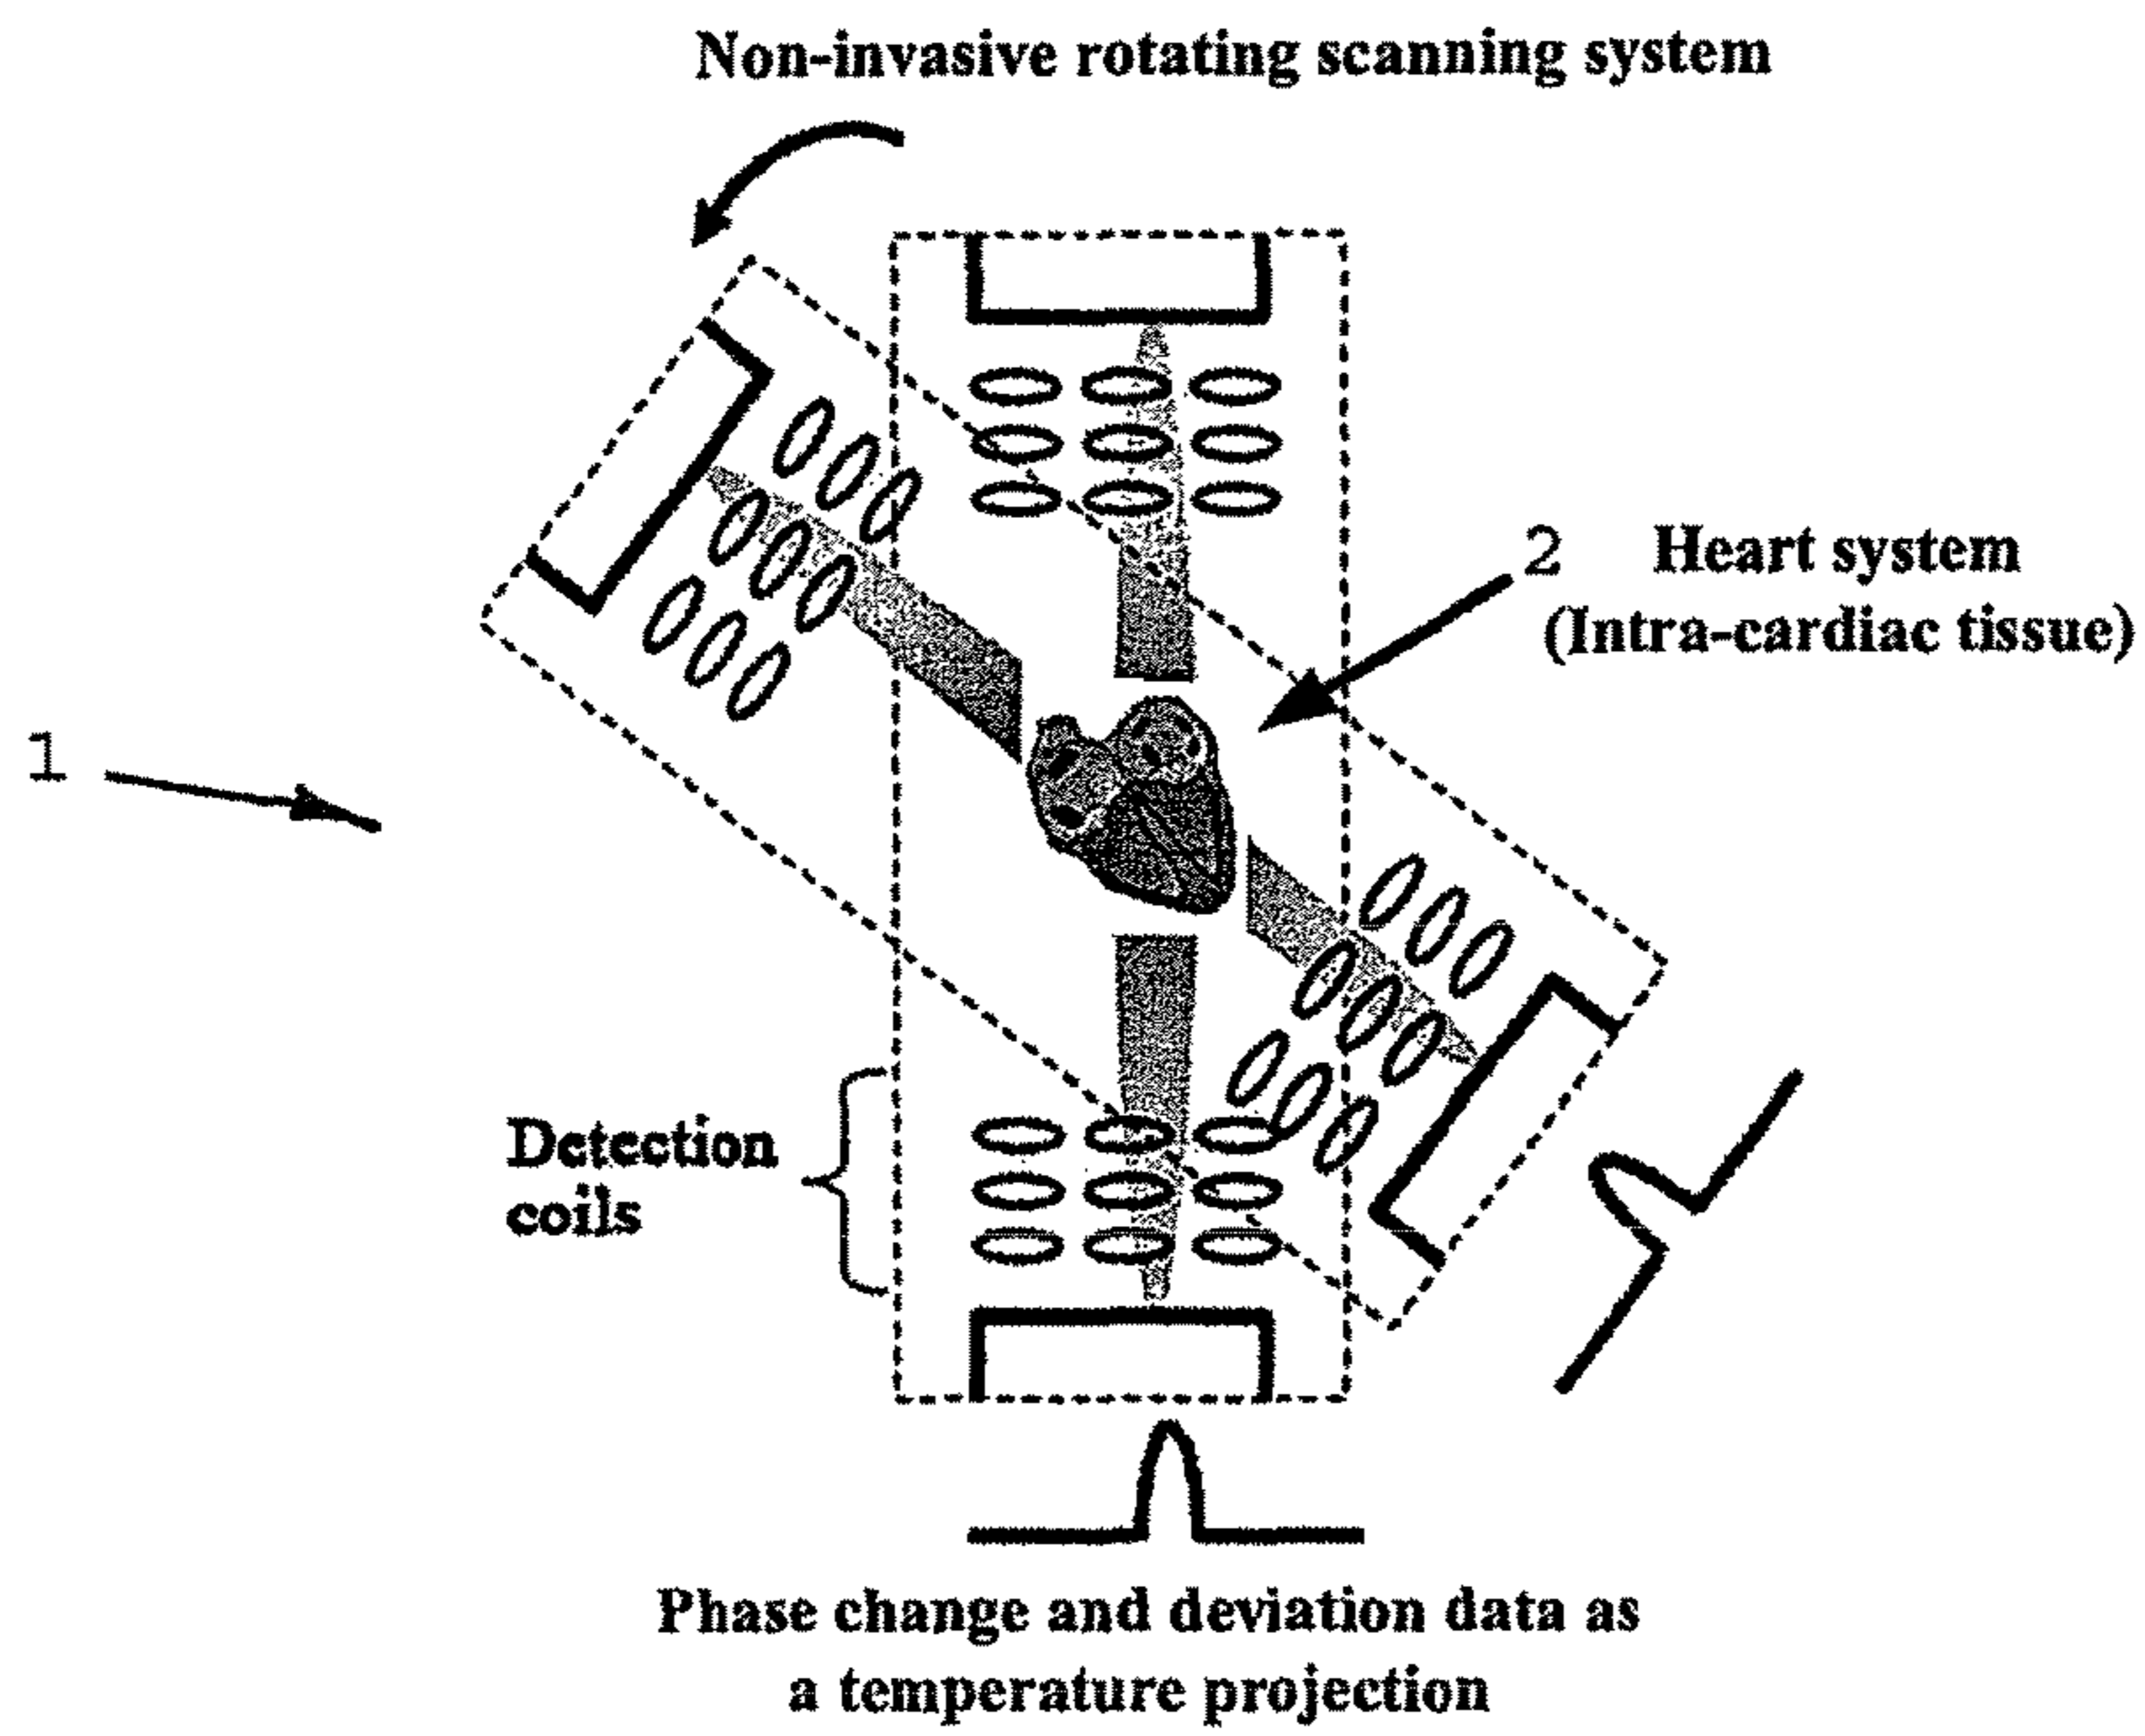 Non-invasive rotating scanning system
2 Heart system
(Intra-cardiac tissue)
1
Detection
coils
Phase change and deviation data as
a temperature projection